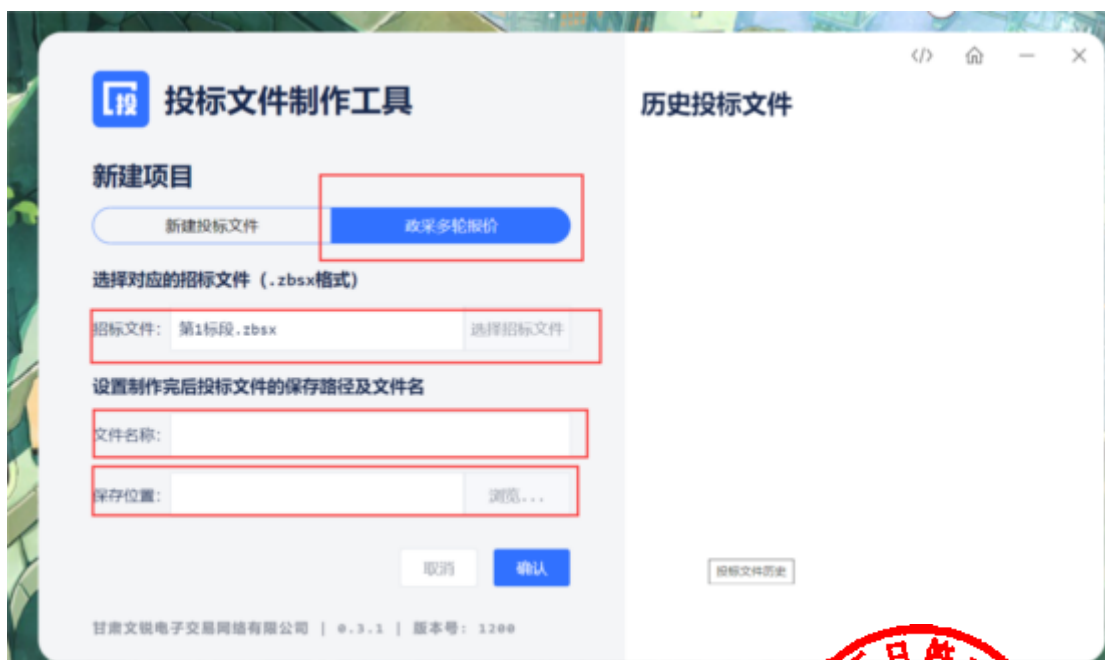 投标文件制作工具
历史投标文件
新建项目
新建投标文件 政采多轮报价
选择对应的招标文件（.zbsx格式）
招标文件： 第1标段.zbsx 选择招标文件
设置制作完后投标文件的保存路径及文件名
文件名称：
保存位置： 浏览...
取消 确认
投标文件历史
甘肃文锐电子交易网络有限公司 | 0.3.1 | 版本号: 1200